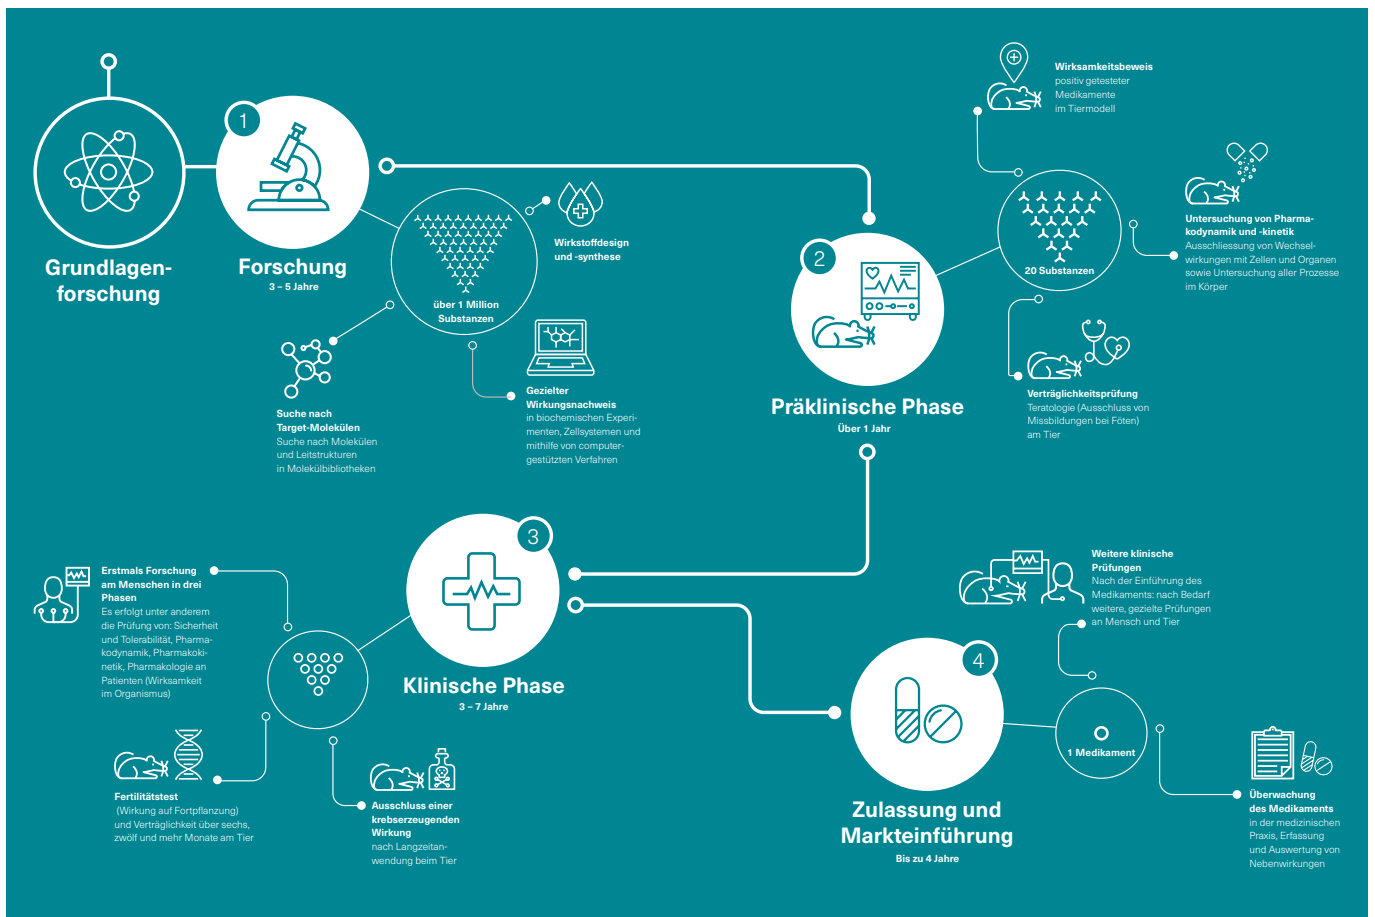 Grundlagen-
forschung
1
Forschung
3 – 5 Jahre
über 1 Million
Substanzen
Wirkstoffdesign
und -synthese
Suche nach
Target-Molekülen
Suche nach Molekülen
und Leitstrukturen
in Molekülbibliotheken
Gezielter
Wirkungsnachweis
in biochemischen Experi-
menten, Zellsystemen und
mithilfe von computer-
gestützten Verfahren
2
Präklinische Phase
Über 1 Jahr
20 Substanzen
Wirksamkeitsbeweis
positiv getesteter
Medikamente
im Tiermodell
Untersuchung von Pharma-
kodynamik und -kinetik
Ausschliessung von Wechsel-
wirkungen mit Zellen und Organen
sowie Untersuchung aller Prozesse
im Körper
Verträglichkeitsprüfung
Teratologie (Ausschluss von
Missbildungen bei Föten)
am Tier
3
Klinische Phase
3 – 7 Jahre
Erstmals Forschung
am Menschen in drei
Phasen
Es erfolgt unter anderem
die Prüfung von: Sicherheit
und Tolerabilität, Pharma-
kodynamik, Pharmakoki-
netik, Pharmakologie an
Patienten (Wirksamkeit
im Organismus)
Fertilitätstest
(Wirkung auf Fortpflanzung)
und Verträglichkeit über sechs,
zwölf und mehr Monate am Tier
Ausschluss einer
krebserzeugenden
Wirkung
nach Langzeitan-
wendung beim Tier
4
Zulassung und
Markteinführung
Bis zu 4 Jahre
1 Medikament
Weitere klinische
Prüfungen
Nach der Einführung des
Medikaments: nach Bedarf
weitere, gezielte Prüfungen
an Mensch und Tier
Überwachung
des Medikaments
in der medizinischen
Praxis, Erfassung
und Auswertung von
Nebenwirkungen